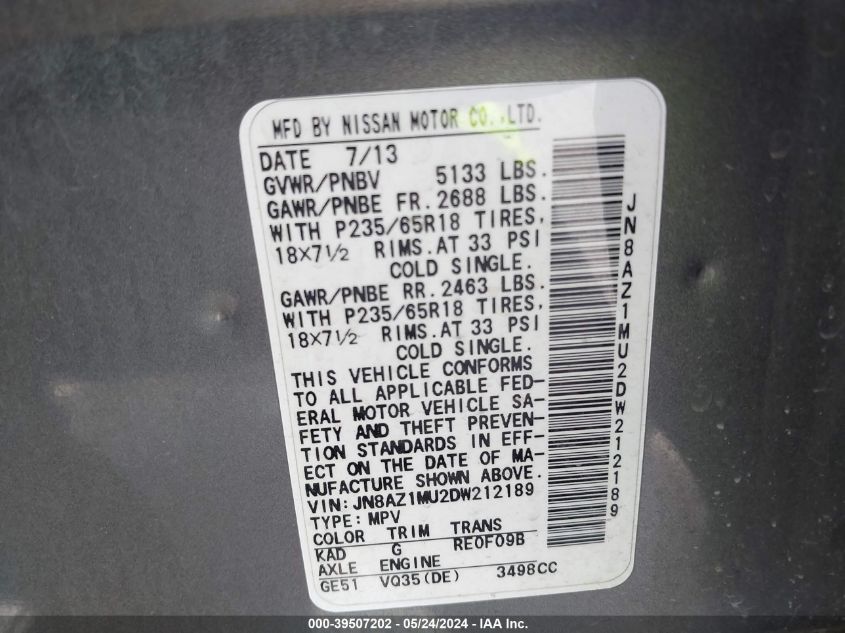 MFD BY NISSAN MOTOR CO.,LTD.
DATE 7/13
GVWR/PNBV 5133 LBS.
GAWR/PNBE FR.2688 LBS.
WITH P235/65R18 TIRES,
18X7½ RIMS.AT 33 PSI
COLD SINGLE.
GAWR/PNBE RR.2463 LBS.
WITH P235/65R18 TIRES,
18X7½ RIMS.AT 33 PSI
COLD SINGLE.
THIS VEHICLE CONFORMS
TO ALL APPLICABLE FED-
ERAL MOTOR VEHICLE SA-
FETY AND THEFT PREVEN-
TION STANDARDS IN EFF-
ECT ON THE DATE OF MA-
NUFACTURE SHOWN ABOVE.
VIN:JN8AZ1MU2DW212189
TYPE:MPV
COLOR TRIM TRANS
KAD G RE0F09B
AXLE ENGINE
GE51 VQ35(DE) 3498CC
JN8AZ1MU2DW212189
000-39507202 - 05/24/2024 - IAAI Inc.